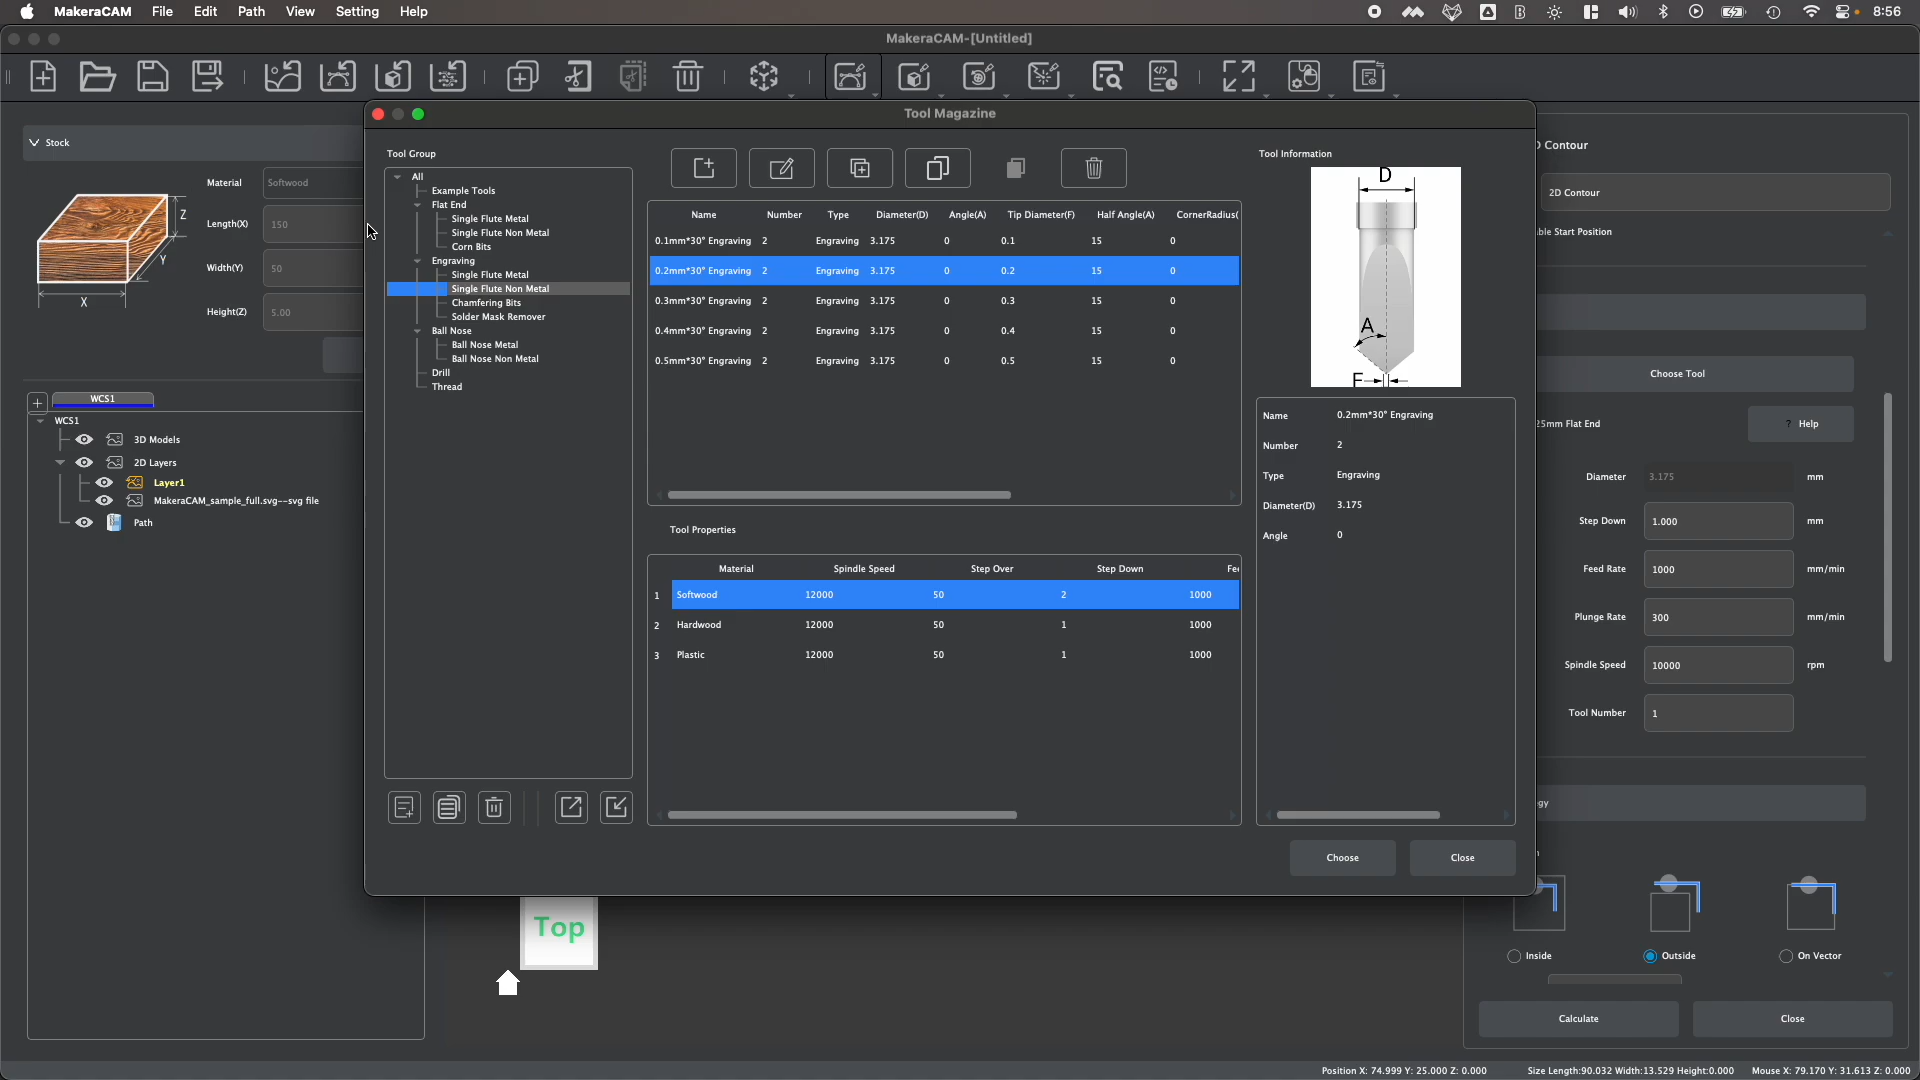 MakeraCAM File Edit Path View Setting Help 8:56
MakeraCAM-[Untitled]
Tool Magazine
Stock
Material Softwood
Length(X) 150
Width(Y) 50
Height(Z) 5.00
Z
Y
X
WCS1
WCS1
3D Models
2D Layers
Layer1
MakeraCAM_sample_full.svg--svg file
Path
Tool Group
All
Example Tools
Flat End
Single Flute Metal
Single Flute Non Metal
Corn Bits
Engraving
Single Flute Metal
Single Flute Non Metal
Chamfering Bits
Solder Mask Remover
Ball Nose
Ball Nose Metal
Ball Nose Non Metal
Drill
Thread
Name Number Type Diameter(D) Angle(A) Tip Diameter(F) Half Angle(A) CornerRadius(
0.1mm*30° Engraving 2 Engraving 3.175 0 0.1 15 0
0.2mm*30° Engraving 2 Engraving 3.175 0 0.2 15 0
0.3mm*30° Engraving 2 Engraving 3.175 0 0.3 15 0
0.4mm*30° Engraving 2 Engraving 3.175 0 0.4 15 0
0.5mm*30° Engraving 2 Engraving 3.175 0 0.5 15 0
Tool Properties
Material Spindle Speed Step Over Step Down
1 Softwood 12000 50 2 1000
2 Hardwood 12000 50 1 1000
3 Plastic 12000 50 1 1000
Tool Information
D
A
F
Name 0.2mm*30° Engraving
Number 2
Type Engraving
Diameter(D) 3.175
Angle 0
Choose Close
Contour
2D Contour
Start Position
Choose Tool
25mm Flat End
? Help
Diameter 3.175 mm
Step Down 1.000 mm
Feed Rate 1000 mm/min
Plunge Rate 300 mm/min
Spindle Speed 10000 rpm
Tool Number 1
Inside Outside On Vector
Calculate Close
Top
Position X: 74.999 Y: 25.000 Z: 0.000 Size Length:90.032 Width:13.529 Height:0.000 Mouse X: 79.170 Y: 31.613 Z: 0.000